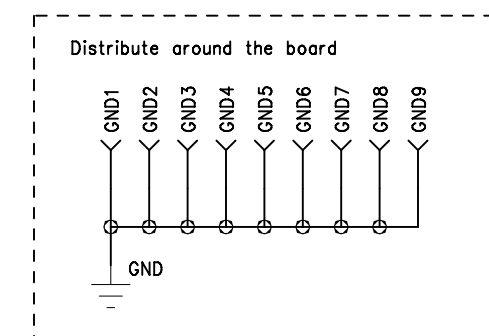 Distribute around the board
GND1
GND2
GND3
GND4
GND5
GND6
GND7
GND8
GND9
GND